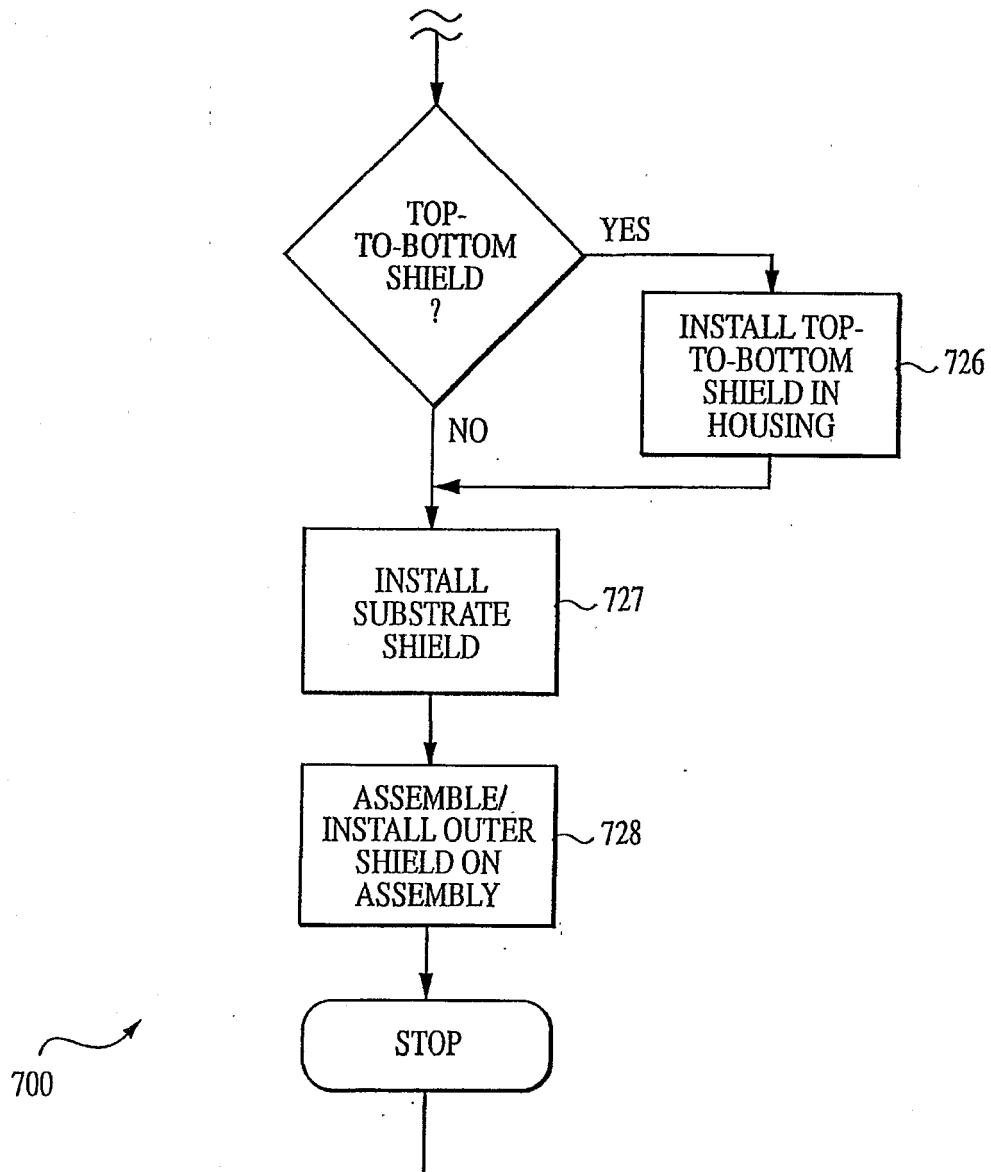 TOP-
TO-BOTTOM
SHIELD
?
YES
INSTALL TOP-
TO-BOTTOM
SHIELD IN
HOUSING
726
NO
INSTALL
SUBSTRATE
SHIELD
727
ASSEMBLE/
INSTALL OUTER
SHIELD ON
ASSEMBLY
728
STOP
700